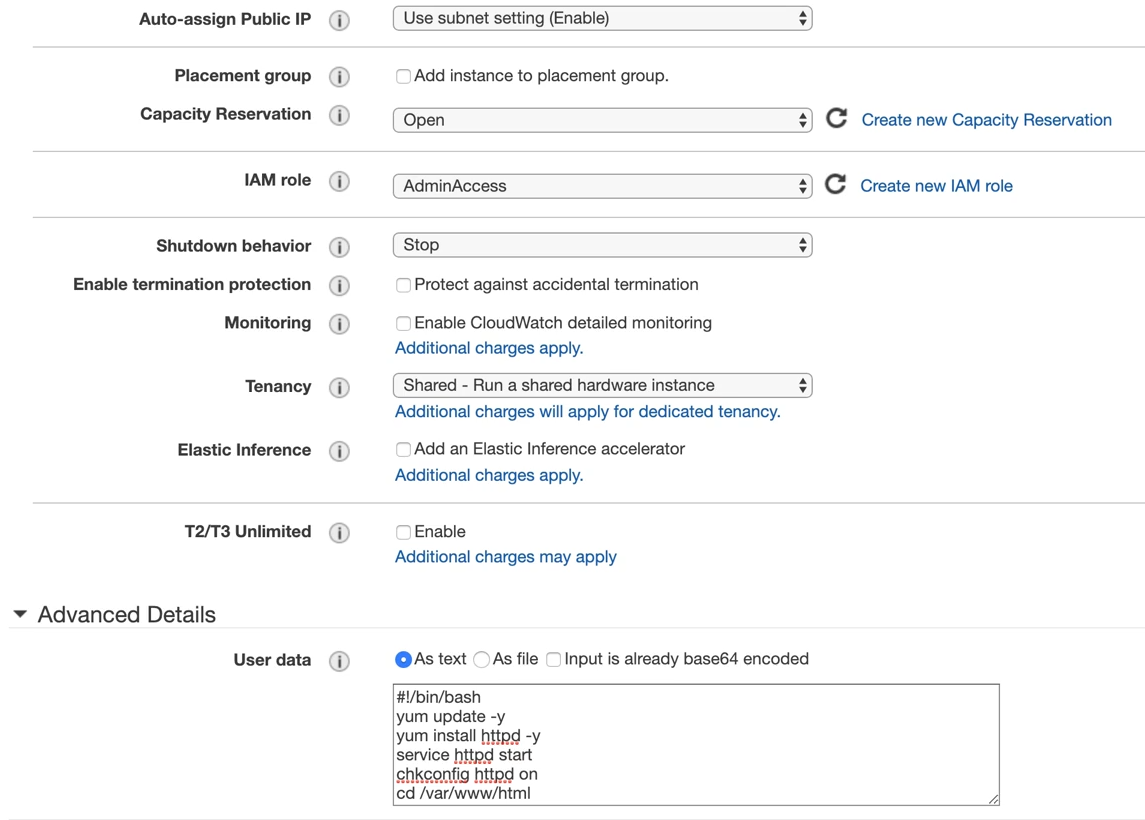 Auto-assign Public IP i Use subnet setting (Enable)
Placement group i Add instance to placement group.
Capacity Reservation i Open Create new Capacity Reservation
IAM role i AdminAccess Create new IAM role
Shutdown behavior i Stop
Enable termination protection i Protect against accidental termination
Monitoring i Enable CloudWatch detailed monitoring
Additional charges apply.
Tenancy i Shared - Run a shared hardware instance
Additional charges will apply for dedicated tenancy.
Elastic Inference i Add an Elastic Inference accelerator
Additional charges apply.
T2/T3 Unlimited i Enable
Additional charges may apply
Advanced Details
User data i As text As file Input is already base64 encoded
#!/bin/bash
yum update -y
yum install httpd -y
service httpd start
chkconfig httpd on
cd /var/www/html